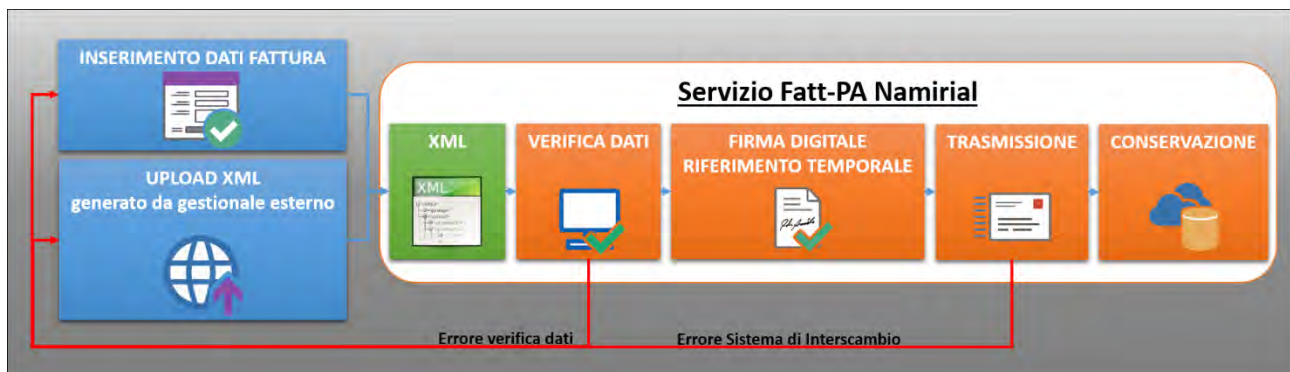 INSERIMENTO DATI FATTURA
UPLOAD XML
generato da gestionale esterno
Servizio Fatt-PA Namirial
XML
XML
VERIFICA DATI
FIRMA DIGITALE
RIFERIMENTO TEMPORALE
TRASMISSIONE
CONSERVAZIONE
Errore verifica dati
Errore Sistema di Interscambio